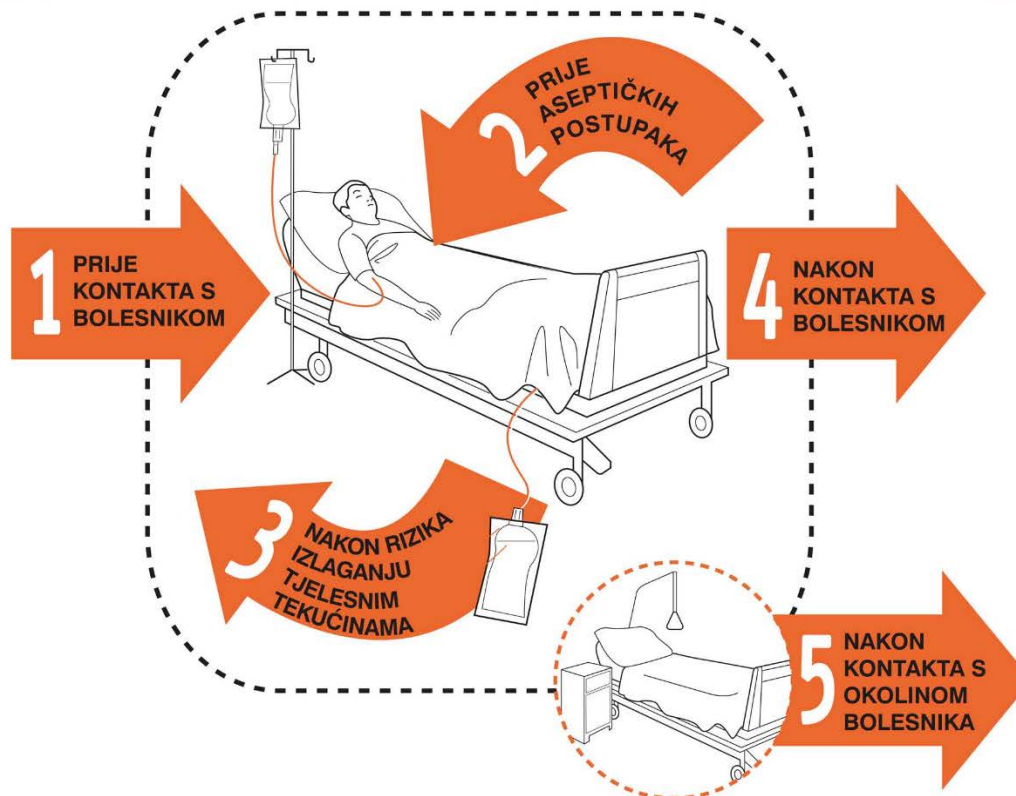 1
PRIJE
KONTAKTA S
BOLESNIKOM
2
PRIJE
ASEPTIČKIH
POSTUPAKA
3
NAKON RIZIKA
IZLAGANJU
TJELESNIM
TEKUĆINAMA
4
NAKON
KONTAKTA S
BOLESNIKOM
5
NAKON
KONTAKTA S
OKOLINOM
BOLESNIKA